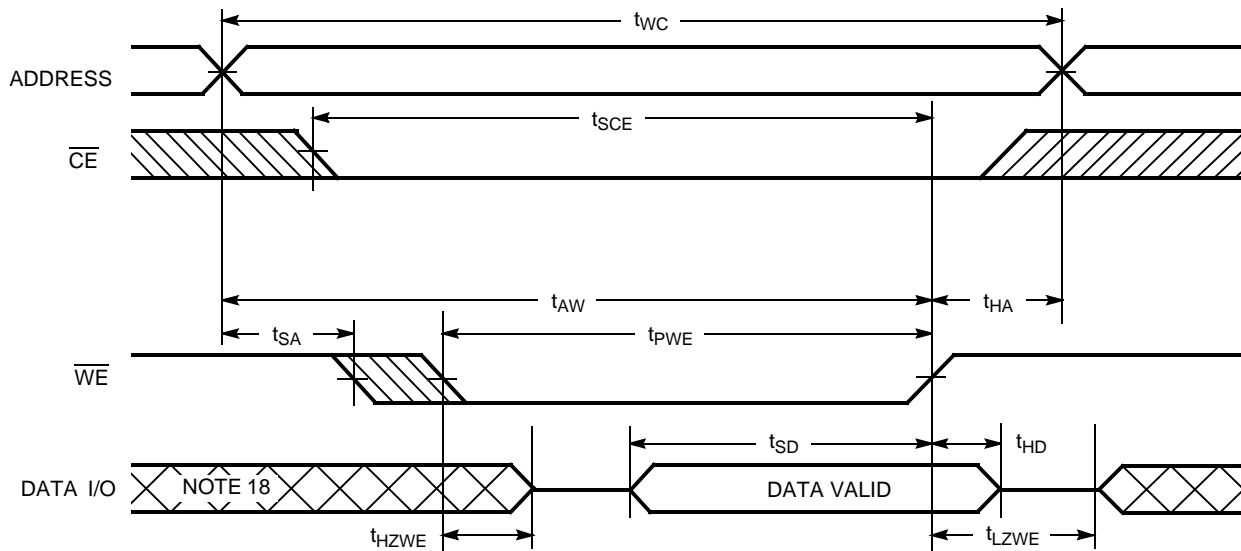 tWC
ADDRESS
tSCE
CE
tAW
tHA
tSA
tPWE
WE
tSD
tHD
DATA I/O
NOTE 18
DATA VALID
tHZWE
tLZWE